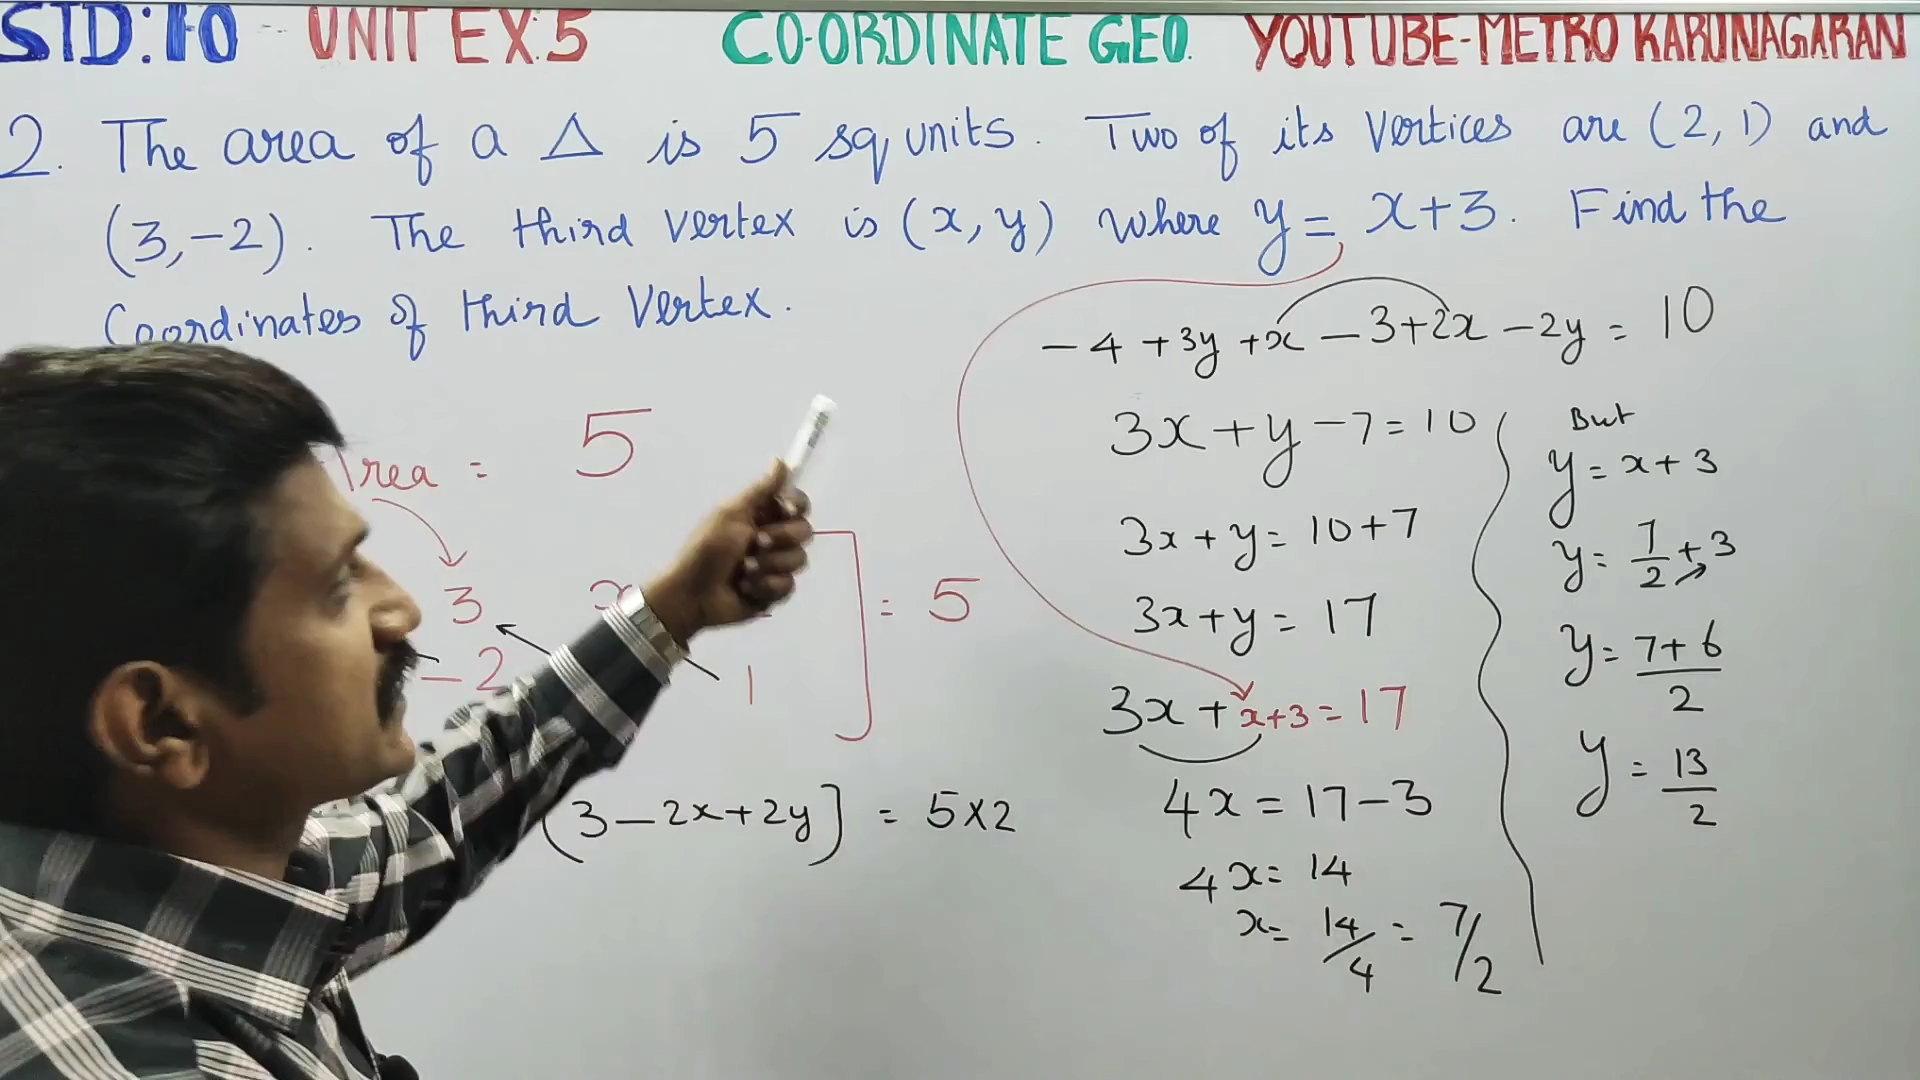 STD:10 - UNIT EX.5 CO-ORDINATE GEO. YOUTUBE-METRO KARUNAGARAN
2. The area of a △ is 5 sq units. Two of its vertices are (2,1) and
(3,-2). The third vertex is (x,y) where y = x+3. Find the
Coordinates of third Vertex.
Area = 5
3
-2 1
= 5
(3-2x+2y] = 5×2
-4 +3y +x -3+2x -2y = 10
3x+y-7=10
3x+y=10+7
3x+y=17
3x+x+3=17
4x=17-3
4x=14
x=14/4=7/2
But
y=x+3
y=7/2+3
y=7+6/2
y=13/2